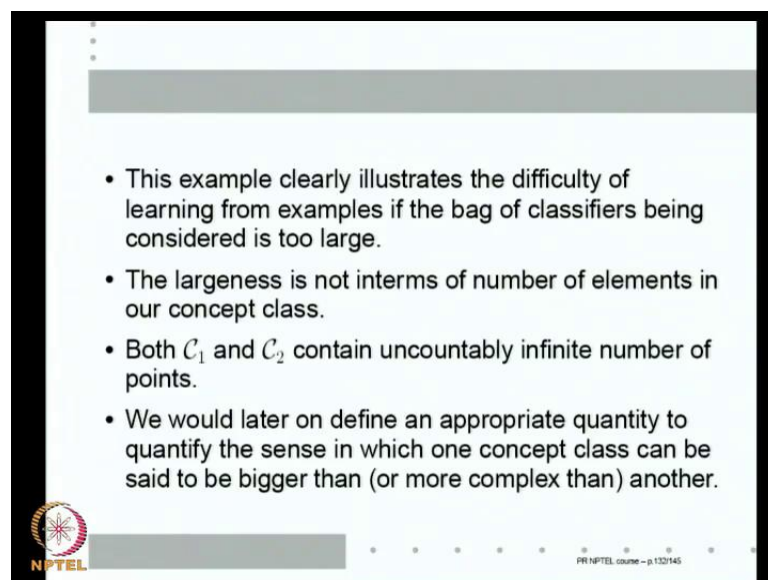 • This example clearly illustrates the difficulty of
learning from examples if the bag of classifiers being
considered is too large.
• The largeness is not interms of number of elements in
our concept class.
• Both 𝒞₁ and 𝒞₂ contain uncountably infinite number of
points.
• We would later on define an appropriate quantity to
quantify the sense in which one concept class can be
said to be bigger than (or more complex than) another.
NPTEL
PR NPTEL course – p.132/145